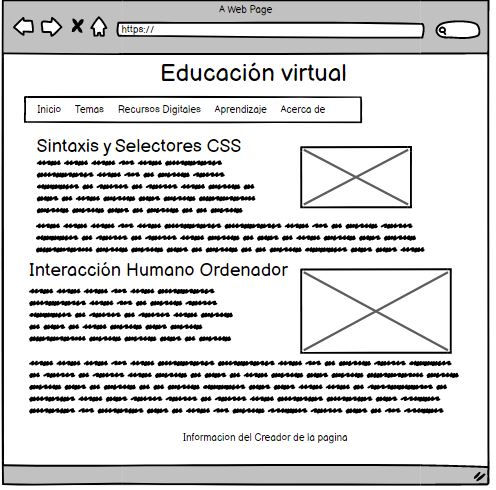 A Web Page
https://
Educación virtual
Inicio Temas Recursos Digitales Aprendizaje Acerca de
Sintaxis y Selectores CSS
Interacción Humano Ordenador
Informacion del Creador de la pagina